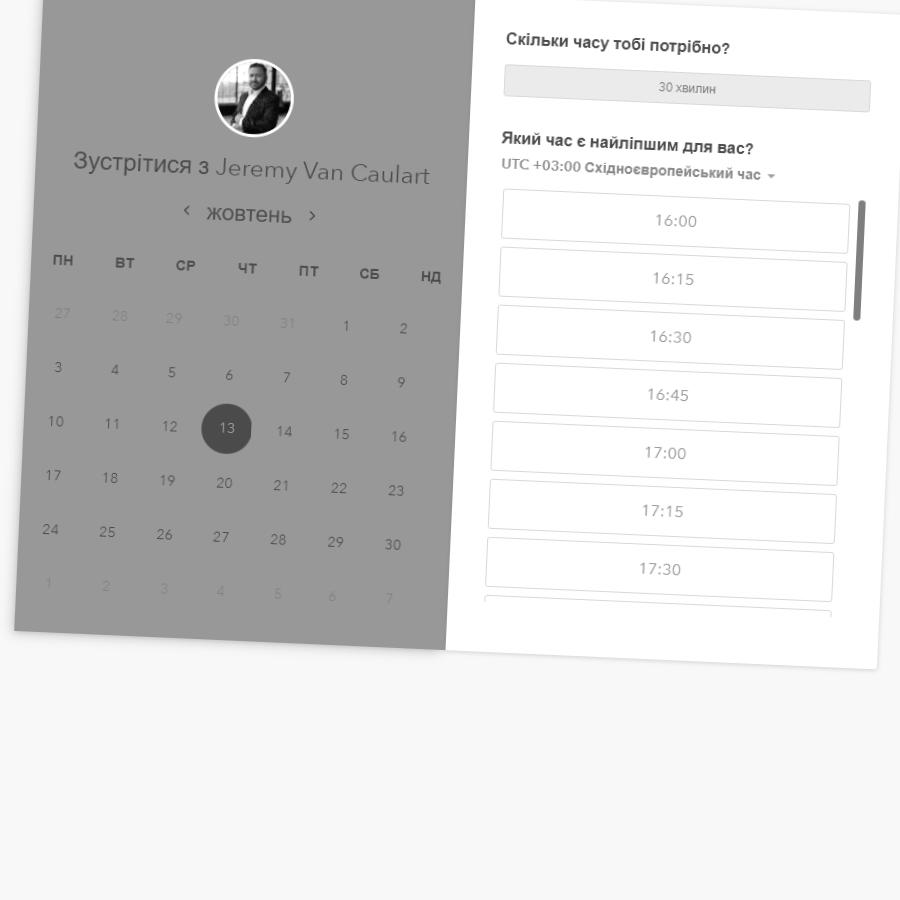 Зустрітися з Jeremy Van Caulart
жовтень
ПН ВТ СР ЧТ ПТ СБ НД
27 28 29 30 31 1 2
3 4 5 6 7 8 9
10 11 12 13 14 15 16
17 18 19 20 21 22 23
24 25 26 27 28 29 30
1 2 3 4 5 6 7
Скільки часу тобі потрібно?
30 хвилин
Який час є найліпшим для вас?
UTC +03:00 Східноєвропейський час
16:00
16:15
16:30
16:45
17:00
17:15
17:30